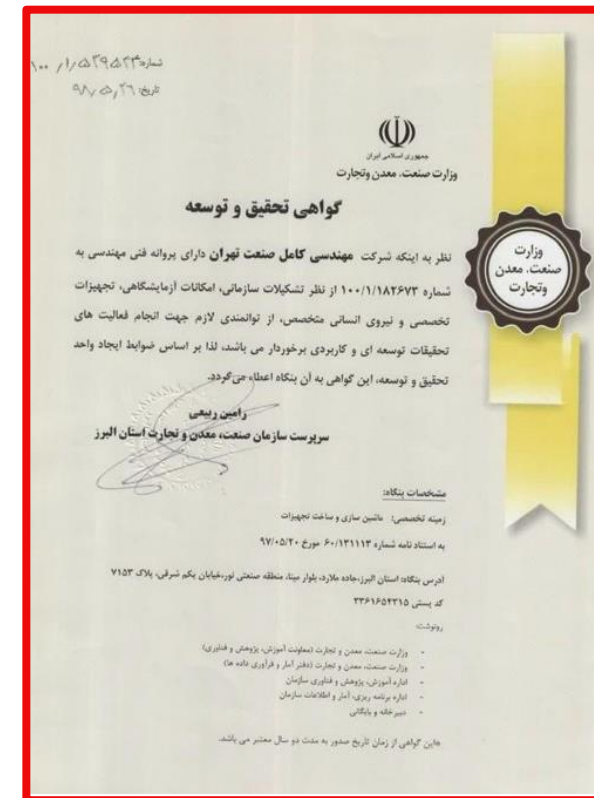 شماره: ۱۰۰/۱/۵۲۹۵۲۳
تاریخ: ۹۸/۵/۲۶
جمهوری اسلامی ایران
وزارت صنعت، معدن وتجارت
گواهی تحقیق و توسعه
وزارت
صنعت، معدن
وتجارت
نظر به اینکه شرکت مهندسی کامل صنعت تهران دارای پروانه فنی مهندسی به
شماره ۱۰۰/۱/۱۸۲۶۷۳ از نظر تشکیلات سازمانی، امکانات آزمایشگاهی، تجهیزات
تخصصی و نیروی انسانی متخصص، از توانمندی لازم جهت انجام فعالیت های
تحقیقات توسعه ای و کاربردی برخوردار می باشد، لذا بر اساس ضوابط ایجاد واحد
تحقیق و توسعه، این گواهی به آن بنگاه اعطاء می گردد.
رامین ربیعی
سرپرست سازمان صنعت، معدن و تجارت استان البرز
مشخصات بنگاه:
زمینه تخصصی: ماشین سازی و ساخت تجهیزات
به استناد نامه شماره ۶۰/۱۳۱۱۱۳ مورخ ۹۷/۰۵/۲۰
آدرس بنگاه: استان البرز،جاده ملارد، بلوار مینا، منطقه صنعتی نور،خیابان یکم شرقی، پلاک ۷۱۵۳
کد پستی ۳۳۶۱۶۵۴۳۱۵
رونوشت:
- وزارت صنعت، معدن و تجارت (معاونت آموزش، پژوهش و فناوری)
- وزارت صنعت، معدن و تجارت (دفتر آمار و فرآوری داده ها)
- اداره آموزش، پژوهش و فناوری سازمان
- اداره برنامه ریزی، آمار و اطلاعات سازمان
- دبیرخانه و بایگانی
این گواهی از زمان تاریخ صدور به مدت دو سال معتبر می باشد.